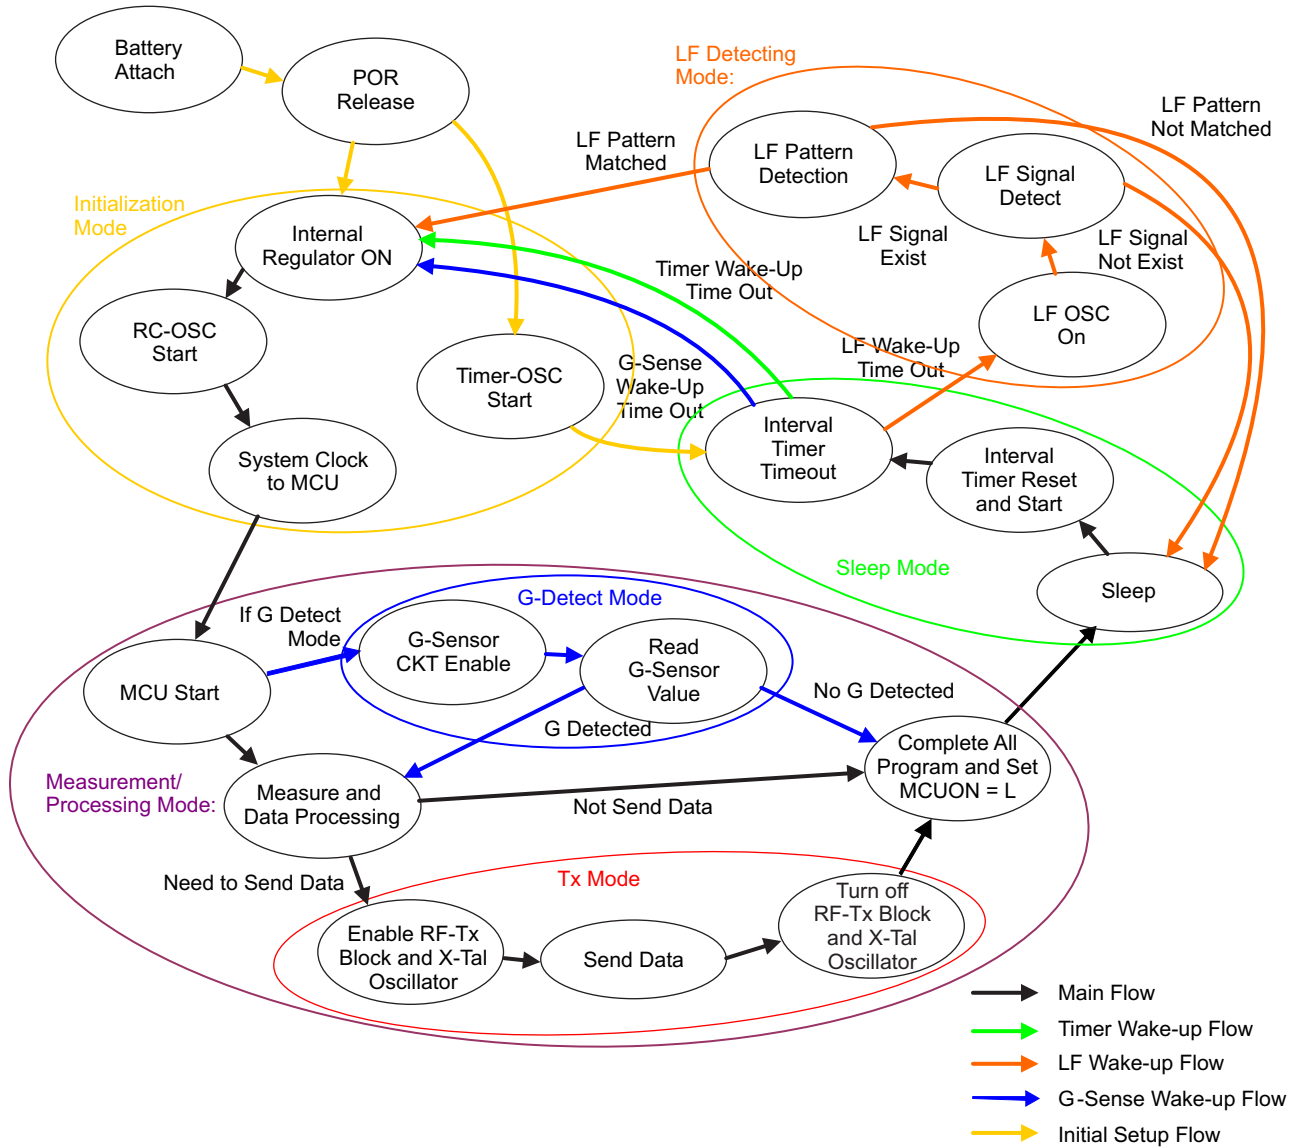 Battery
Attach
POR
Release
LF Detecting
Mode:
LF Pattern
Not Matched
LF Pattern
Matched
LF Pattern
Detection
LF Signal
Detect
Initialization
Mode
Internal
Regulator ON
LF Signal
Exist
LF Signal
Not Exist
Timer Wake-Up
Time Out
LF OSC
On
RC-OSC
Start
LF Wake-Up
Time Out
G-Sense
Wake-Up
Time Out
Timer-OSC
Start
Interval
Timer
Timeout
Interval
Timer Reset
and Start
System Clock
to MCU
Sleep Mode
Sleep
G-Detect Mode
If G Detect
Mode
G-Sensor
CKT Enable
Read
G-Sensor
Value
MCU Start
No G Detected
G Detected
Complete All
Program and Set
MCUON = L
Measurement/
Processing Mode:
Measure and
Data Processing
Not Send Data
Need to Send Data
Tx Mode
Turn off
RF-Tx Block
and X-Tal
Oscillator
Enable RF-Tx
Block and X-Tal
Oscillator
Send Data
Main Flow
Timer Wake-up Flow
LF Wake-up Flow
G-Sense Wake-up Flow
Initial Setup Flow